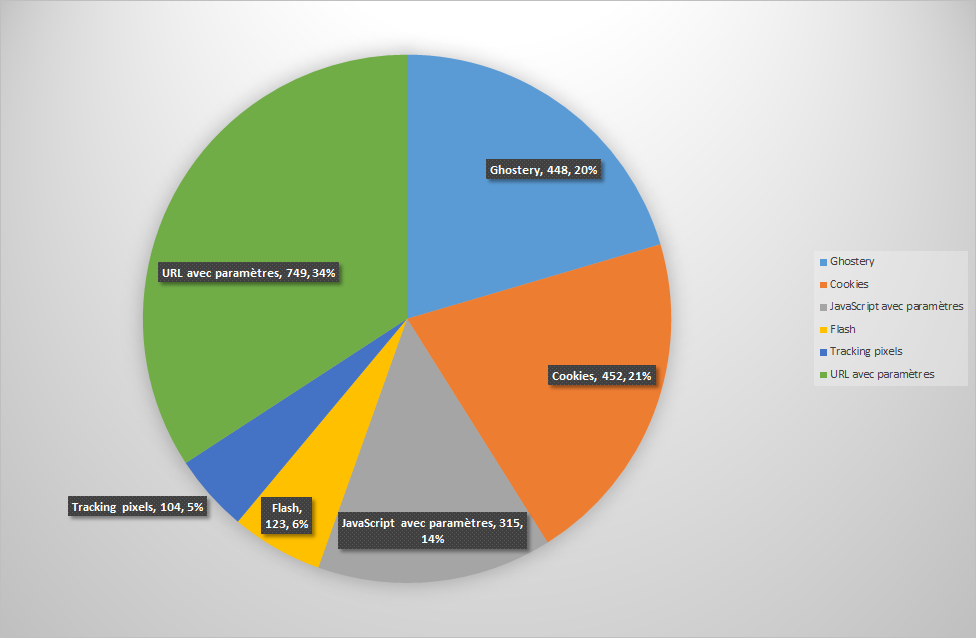 Ghostery, 448, 20%
URL avec paramètres, 749, 34%
Cookies, 452, 21%
Tracking pixels, 104, 5%
Flash,
123, 6%
JavaScript avec paramètres, 315,
14%
Ghostery
Cookies
JavaScript avec paramètres
Flash
Tracking pixels
URL avec paramètres